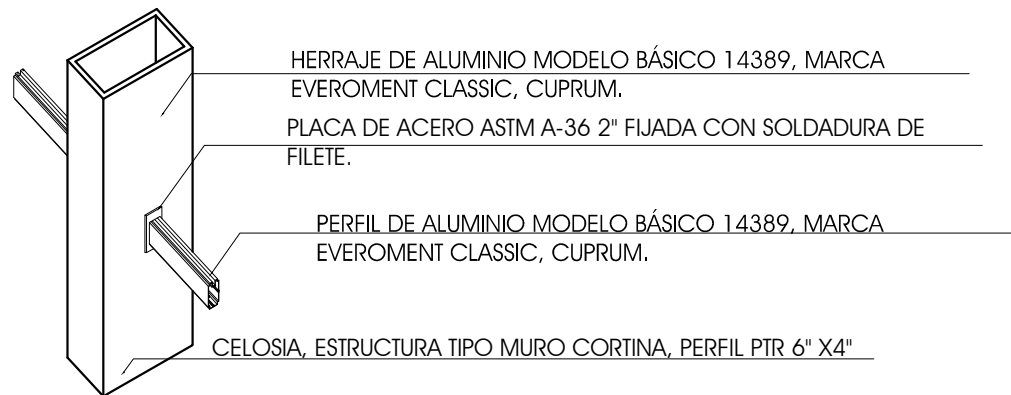 HERRAJE DE ALUMINIO MODELO BÁSICO 14389, MARCA
EVEROMENT CLASSIC, CUPRUM.
PLACA DE ACERO ASTM A-36 2" FIJADA CON SOLDADURA DE
FILETE.
PERFIL DE ALUMINIO MODELO BÁSICO 14389, MARCA
EVEROMENT CLASSIC, CUPRUM.
CELOSIA, ESTRUCTURA TIPO MURO CORTINA, PERFIL PTR 6" X4"